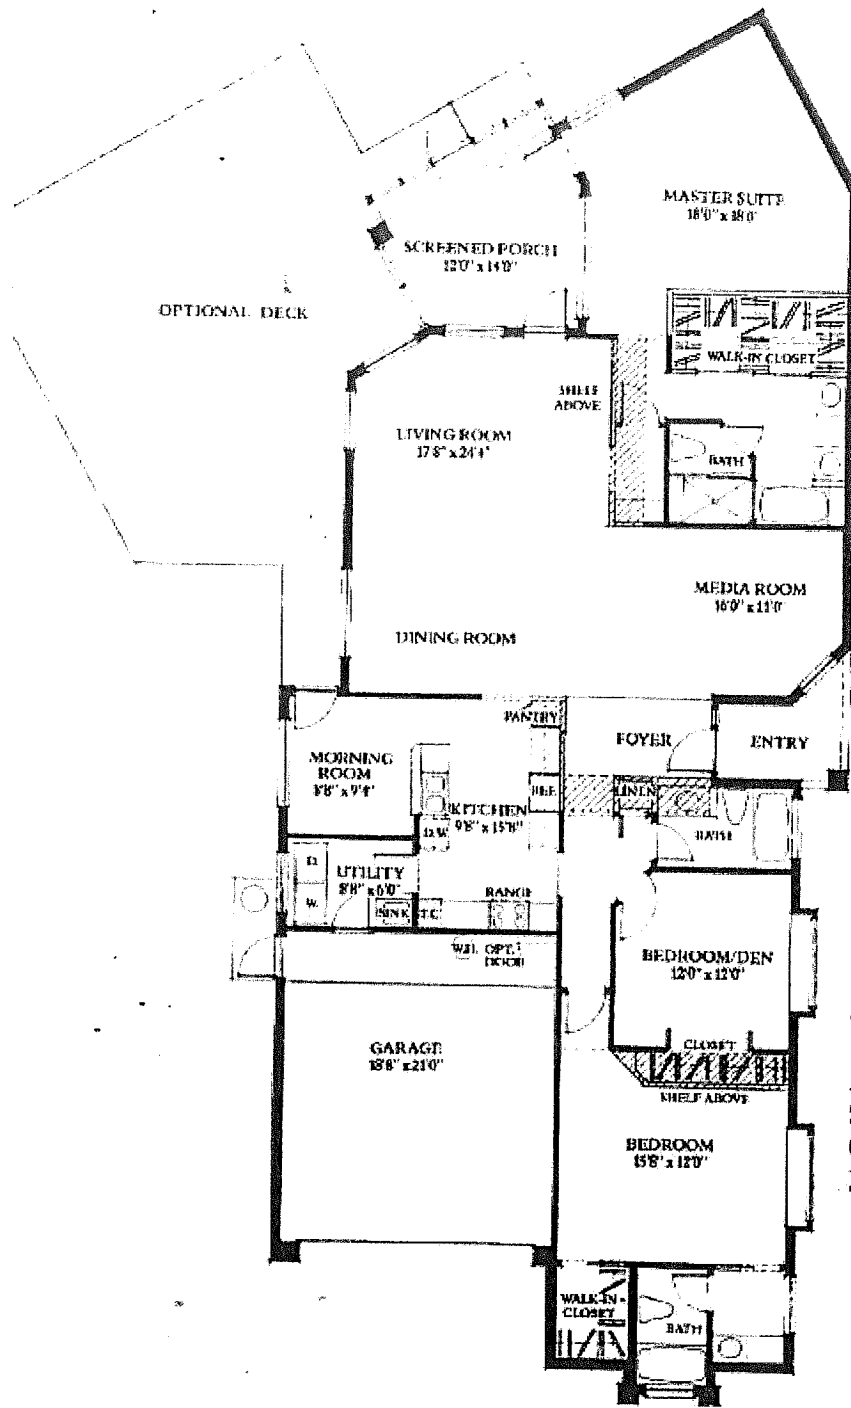 MASTER SUITE
18'0" x 18'0"
SCREENED PORCH
12'0" x 14'0"
OPTIONAL DECK
WALK-IN CLOSET
SHELF
ABOVE
LIVING ROOM
17'8" x 24'4"
BATH
MEDIA ROOM
16'0" x 11'0"
DINING ROOM
PANTRY
FOYER
ENTRY
MORNING
ROOM
8'8" x 9'4"
REF.
LINEN
KITCHEN
9'8" x 15'8"
D.W.
BATH
D.
UTILITY
8'8" x 6'0"
W.
SINK
T.C.
RANGE
W.H.
OPT.
DOOR
BEDROOM/DEN
12'0" x 12'0"
GARAGE
18'8" x 21'0"
CLOSET
SHELF ABOVE
BEDROOM
15'8" x 12'0"
WALK-IN-
CLOSET
BATH